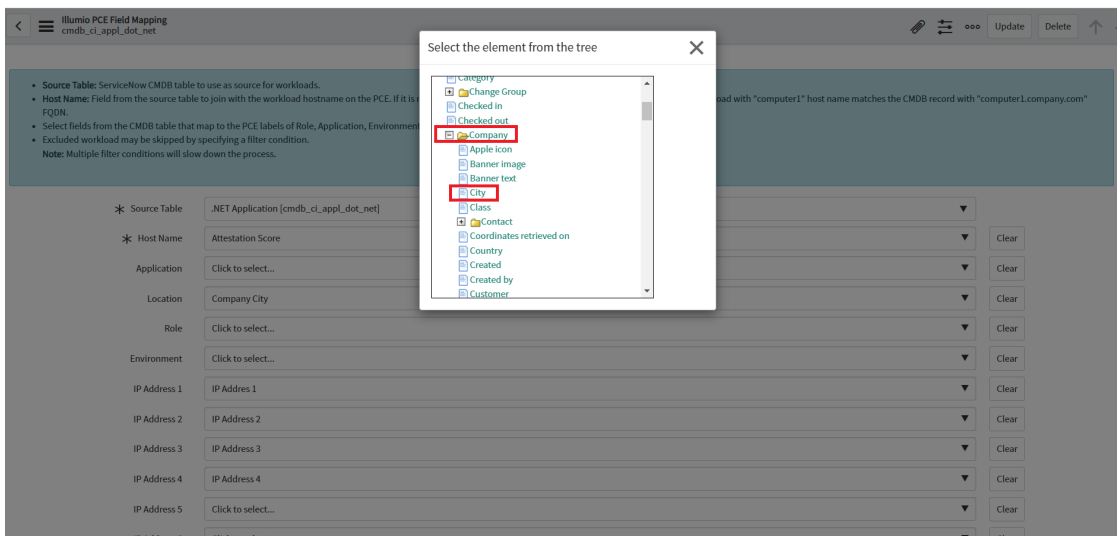 Illumio PCE Field Mapping
cmdb_ci_appl_dot_net
Update
Delete
Select the element from the tree
Category
Change Group
Checked in
Checked out
Company
Apple icon
Banner image
Banner text
City
Class
Contact
Coordinates retrieved on
Country
Created
Created by
Customer
• Source Table: ServiceNow CMDB table to use as source for workloads.
• Host Name: Field from the source table to join with the workload hostname on the PCE. If it is oad with "computer1" host name matches the CMDB record with "computer1.company.com"
FQDN.
• Select fields from the CMDB table that map to the PCE labels of Role, Application, Environment
• Excluded workload may be skipped by specifying a filter condition.
Note: Multiple filter conditions will slow down the process.
Source Table .NET Application [cmdb_ci_appl_dot_net]
Host Name Attestation Score Clear
Application Click to select... Clear
Location Company City Clear
Role Click to select... Clear
Environment Click to select... Clear
IP Address 1 IP Addres 1 Clear
IP Address 2 IP Address 2 Clear
IP Address 3 IP Address 3 Clear
IP Address 4 IP Address 4 Clear
IP Address 5 Click to select... Clear